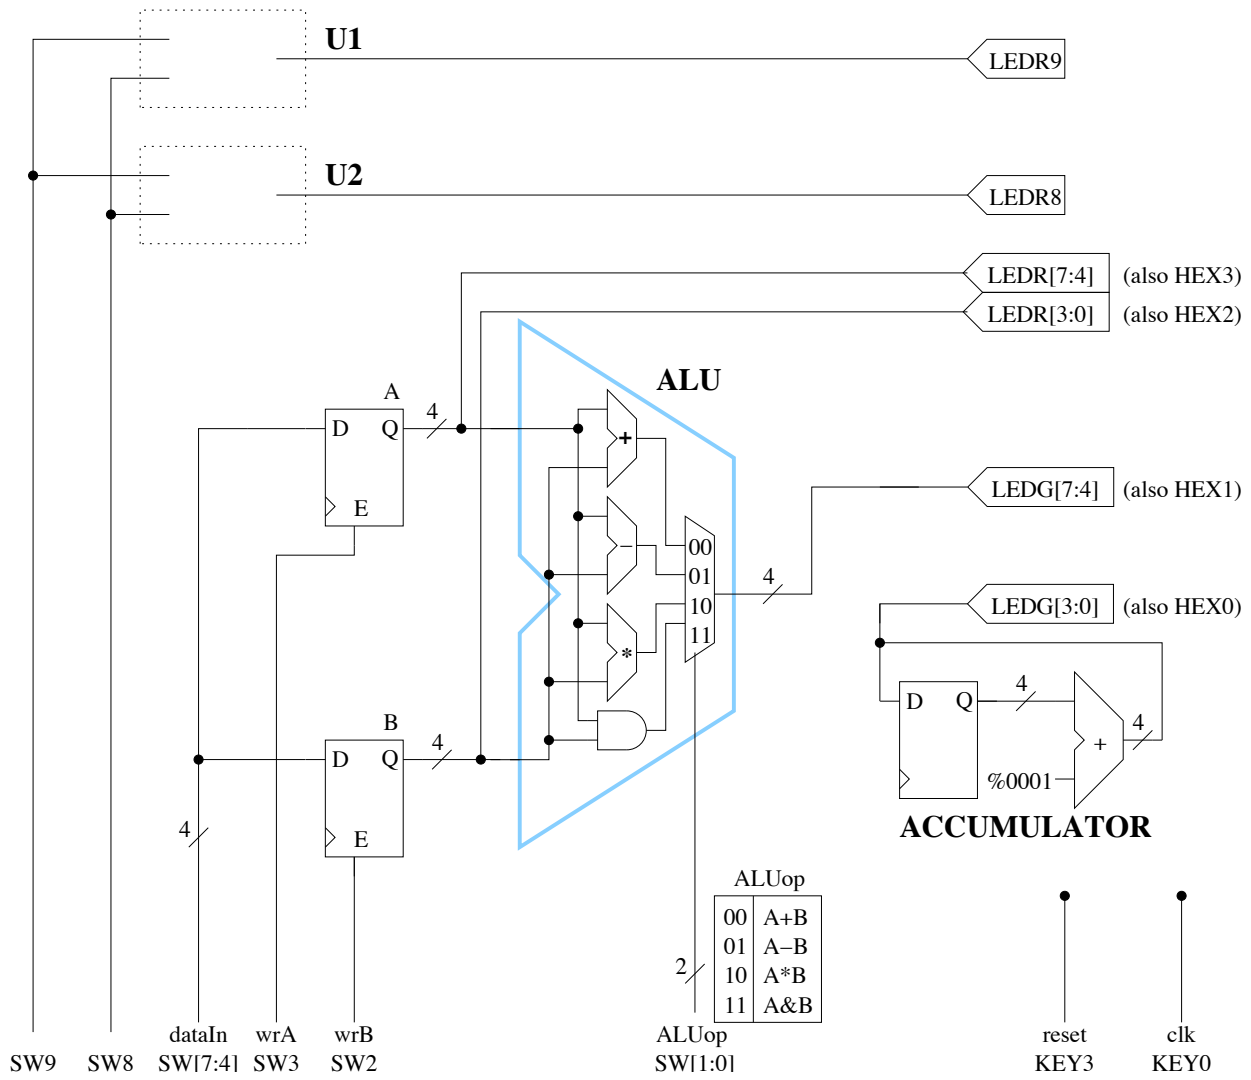 U1
LEDR9
U2
LEDR8
LEDR[7:4] (also HEX3)
LEDR[3:0] (also HEX2)
ALU
A
4
D Q
E
+
−
*
00
01
10
11
4
LEDG[7:4] (also HEX1)
LEDG[3:0] (also HEX0)
D Q
4
4
+
%0001
ACCUMULATOR
B
4
D Q
E
4
ALUop
00 A+B
01 A−B
10 A*B
11 A&B
2
dataIn wrA wrB ALUop reset clk
SW9 SW8 SW[7:4] SW3 SW2 SW[1:0] KEY3 KEY0